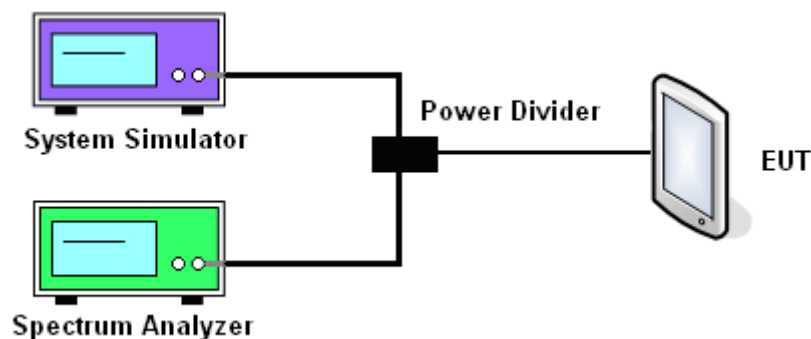 System Simulator
Power Divider
EUT
Spectrum Analyzer